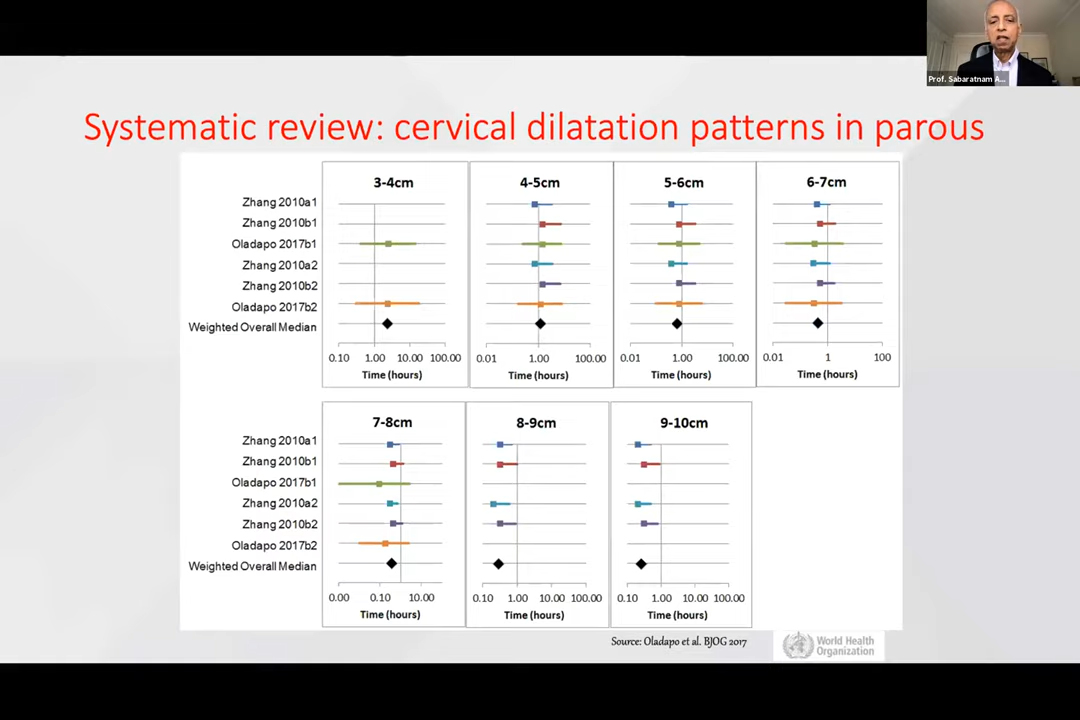 Prof. Sabaratnam A...
Systematic review: cervical dilatation patterns in parous
3-4cm
4-5cm
5-6cm
6-7cm
Zhang 2010a1
Zhang 2010b1
Oladapo 2017b1
Zhang 2010a2
Zhang 2010b2
Oladapo 2017b2
Weighted Overall Median
0.10 1.00 10.00 100.00
0.01 1.00 100.00
0.01 1.00 100.00
0.01 1 100
Time (hours)
Time (hours)
Time (hours)
Time (hours)
7-8cm
8-9cm
9-10cm
Zhang 2010a1
Zhang 2010b1
Oladapo 2017b1
Zhang 2010a2
Zhang 2010b2
Oladapo 2017b2
Weighted Overall Median
0.00 0.10 10.00
0.10 1.00 10.00 100.00
0.10 1.00 10.00 100.00
Time (hours)
Time (hours)
Time (hours)
Source: Oladapo et al. BJOG 2017
World Health
Organization